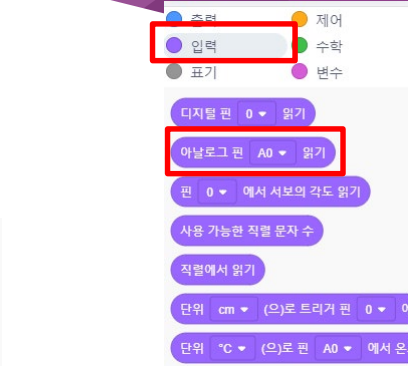 출력 제어
입력 수학
표기 변수
디지털 핀 0 읽기
아날로그 핀 A0 읽기
핀 0 에서 서보의 각도 읽기
사용 가능한 직렬 문자 수
직렬에서 읽기
단위 cm (으)로 트리거 핀 0
단위 °C (으)로 핀 A0 에서 온